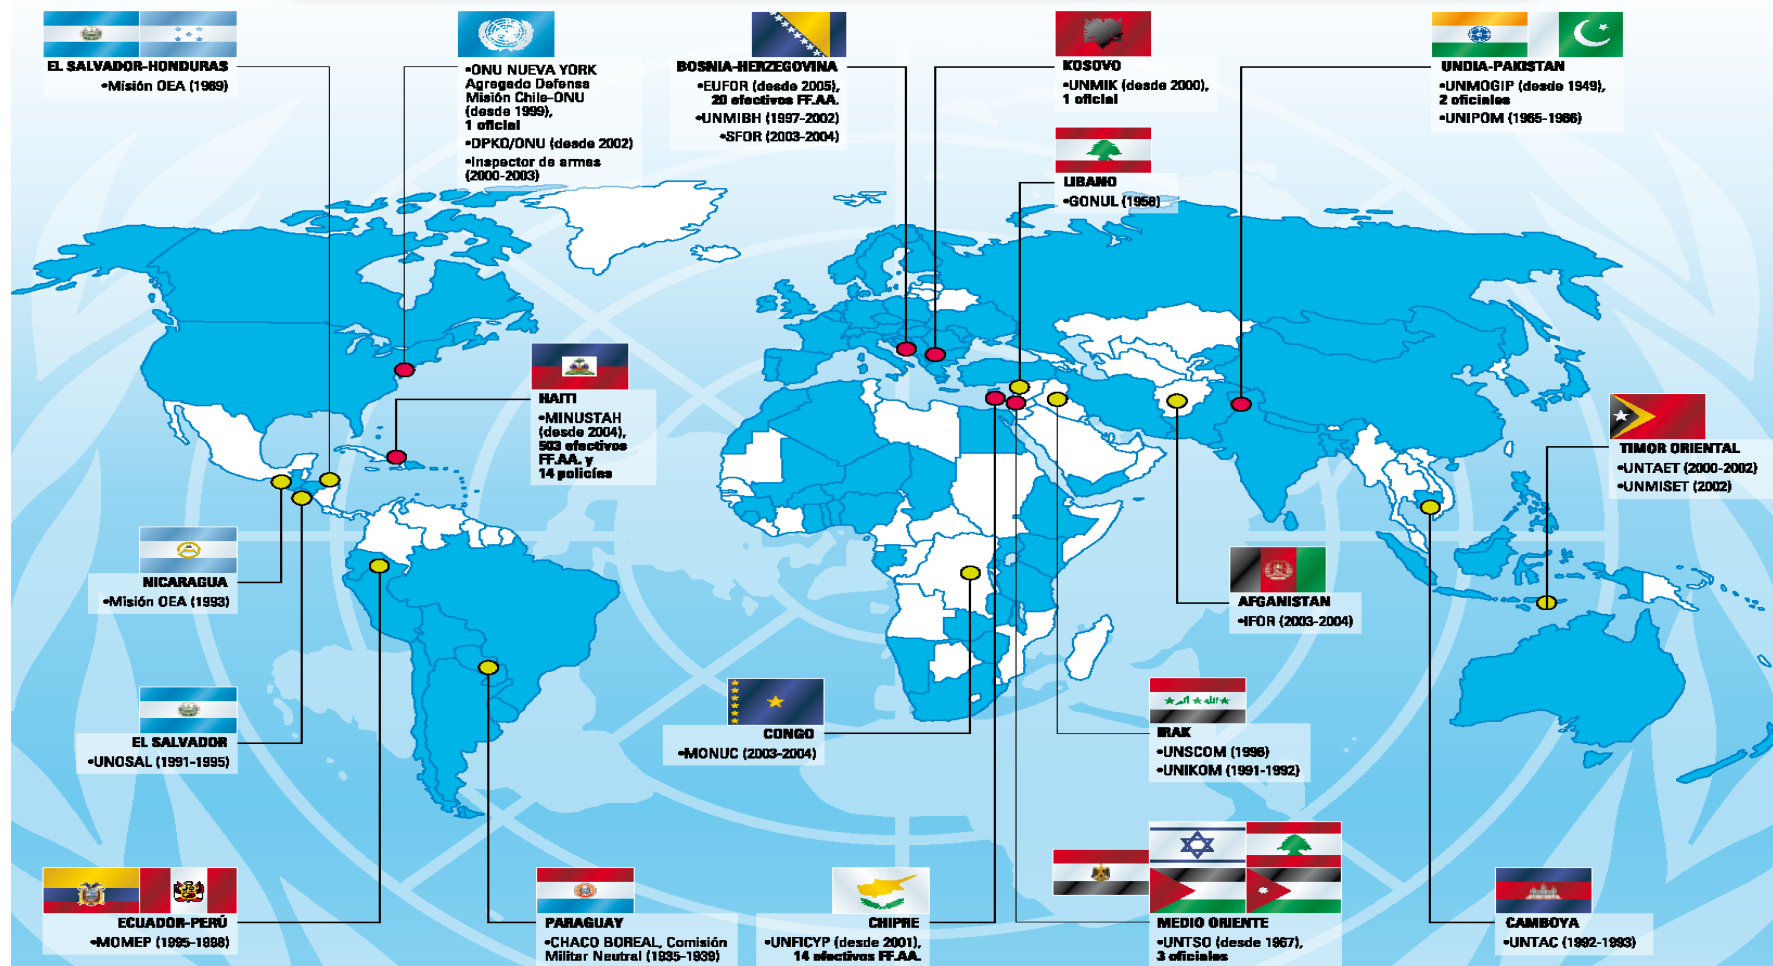 EL SALVADOR-HONDURAS
•Misión OEA (1969)
•ONU NUEVA YORK
Agregado Defensa
Misión Chile-ONU
(desde 1999),
1 oficial
•DPKO/ONU (desde 2002)
•Inspector de armas
(2000-2003)
BOSNIA-HERZEGOVINA
•EUFOR (desde 2005),
20 efectivos FF.AA.
•UNMIBH (1997-2002)
•SFOR (2003-2004)
KOSOVO
•UNMIK (desde 2000),
1 oficial
LIBANO
•GONUL (1958)
UNDIA-PAKISTAN
•UNMOGIP (desde 1949),
2 oficiales
•UNIPOM (1965-1966)
HAITI
•MINUSTAH
(desde 2004),
503 efectivos
FF.AA. y
14 policías
TIMOR ORIENTAL
•UNTAET (2000-2002)
•UNMISET (2002)
NICARAGUA
•Misión OEA (1993)
AFGANISTAN
•IFOR (2003-2004)
EL SALVADOR
•UNOSAL (1991-1995)
CONGO
•MONUC (2003-2004)
IRAK
•UNSCOM (1996)
•UNIKOM (1991-1992)
ECUADOR-PERÚ
•MOMEP (1995-1998)
PARAGUAY
•CHACO BOREAL, Comisión
Militar Neutral (1935-1939)
CHIPRE
•UNFICYP (desde 2001),
14 efectivos FF.AA.
MEDIO ORIENTE
•UNTSO (desde 1967),
3 oficiales
CAMBOYA
•UNTAC (1992-1993)